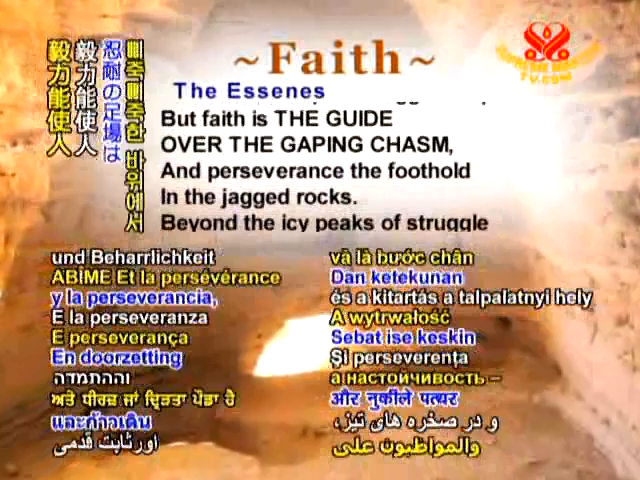 ~Faith~
The Essenes
But faith is THE GUIDE
OVER THE GAPING CHASM,
And perseverance the foothold
In the jagged rocks.
Beyond the icy peaks of struggle
삐죽삐죽한 바위에서
忍耐の足場は
毅力能使人
毅力能使人
und Beharrlichkeit
ABÎME Et la persévérance
y la perseverancia,
E la perseveranza
E perseverança
En doorzetting
וההתמדה
ਅਤੇ ਧੀਰਜ ਜਾਂ ਦ੍ਰਿੜਤਾ ਪੌਡਾ ਹੈ
และก้าวเดิน
اور ثابت قدمی
và là bước chân
Dan ketekunan
és a kitartás a talpalatnyi hely
A wytrwałość
Sebat ise keskin
Și perseverența
а настойчивость –
और नुकीले पत्थर
و در صخره های تیز،
والمواظبون على